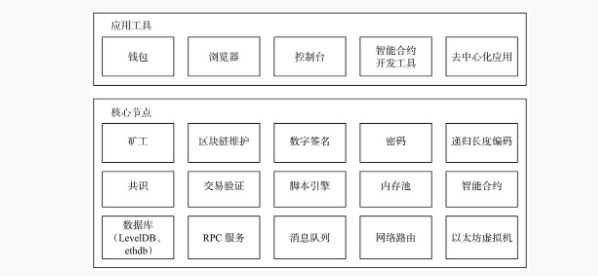 应用工具
钱包
浏览器
控制台
智能合约
开发工具
去中心化应用
核心节点
矿工
区块链维护
数字签名
密码
递归长度编码
共识
交易验证
脚本引擎
内存池
智能合约
数据库
（LevelDB、
ethdb）
RPC 服务
消息队列
网络路由
以太坊虚拟机